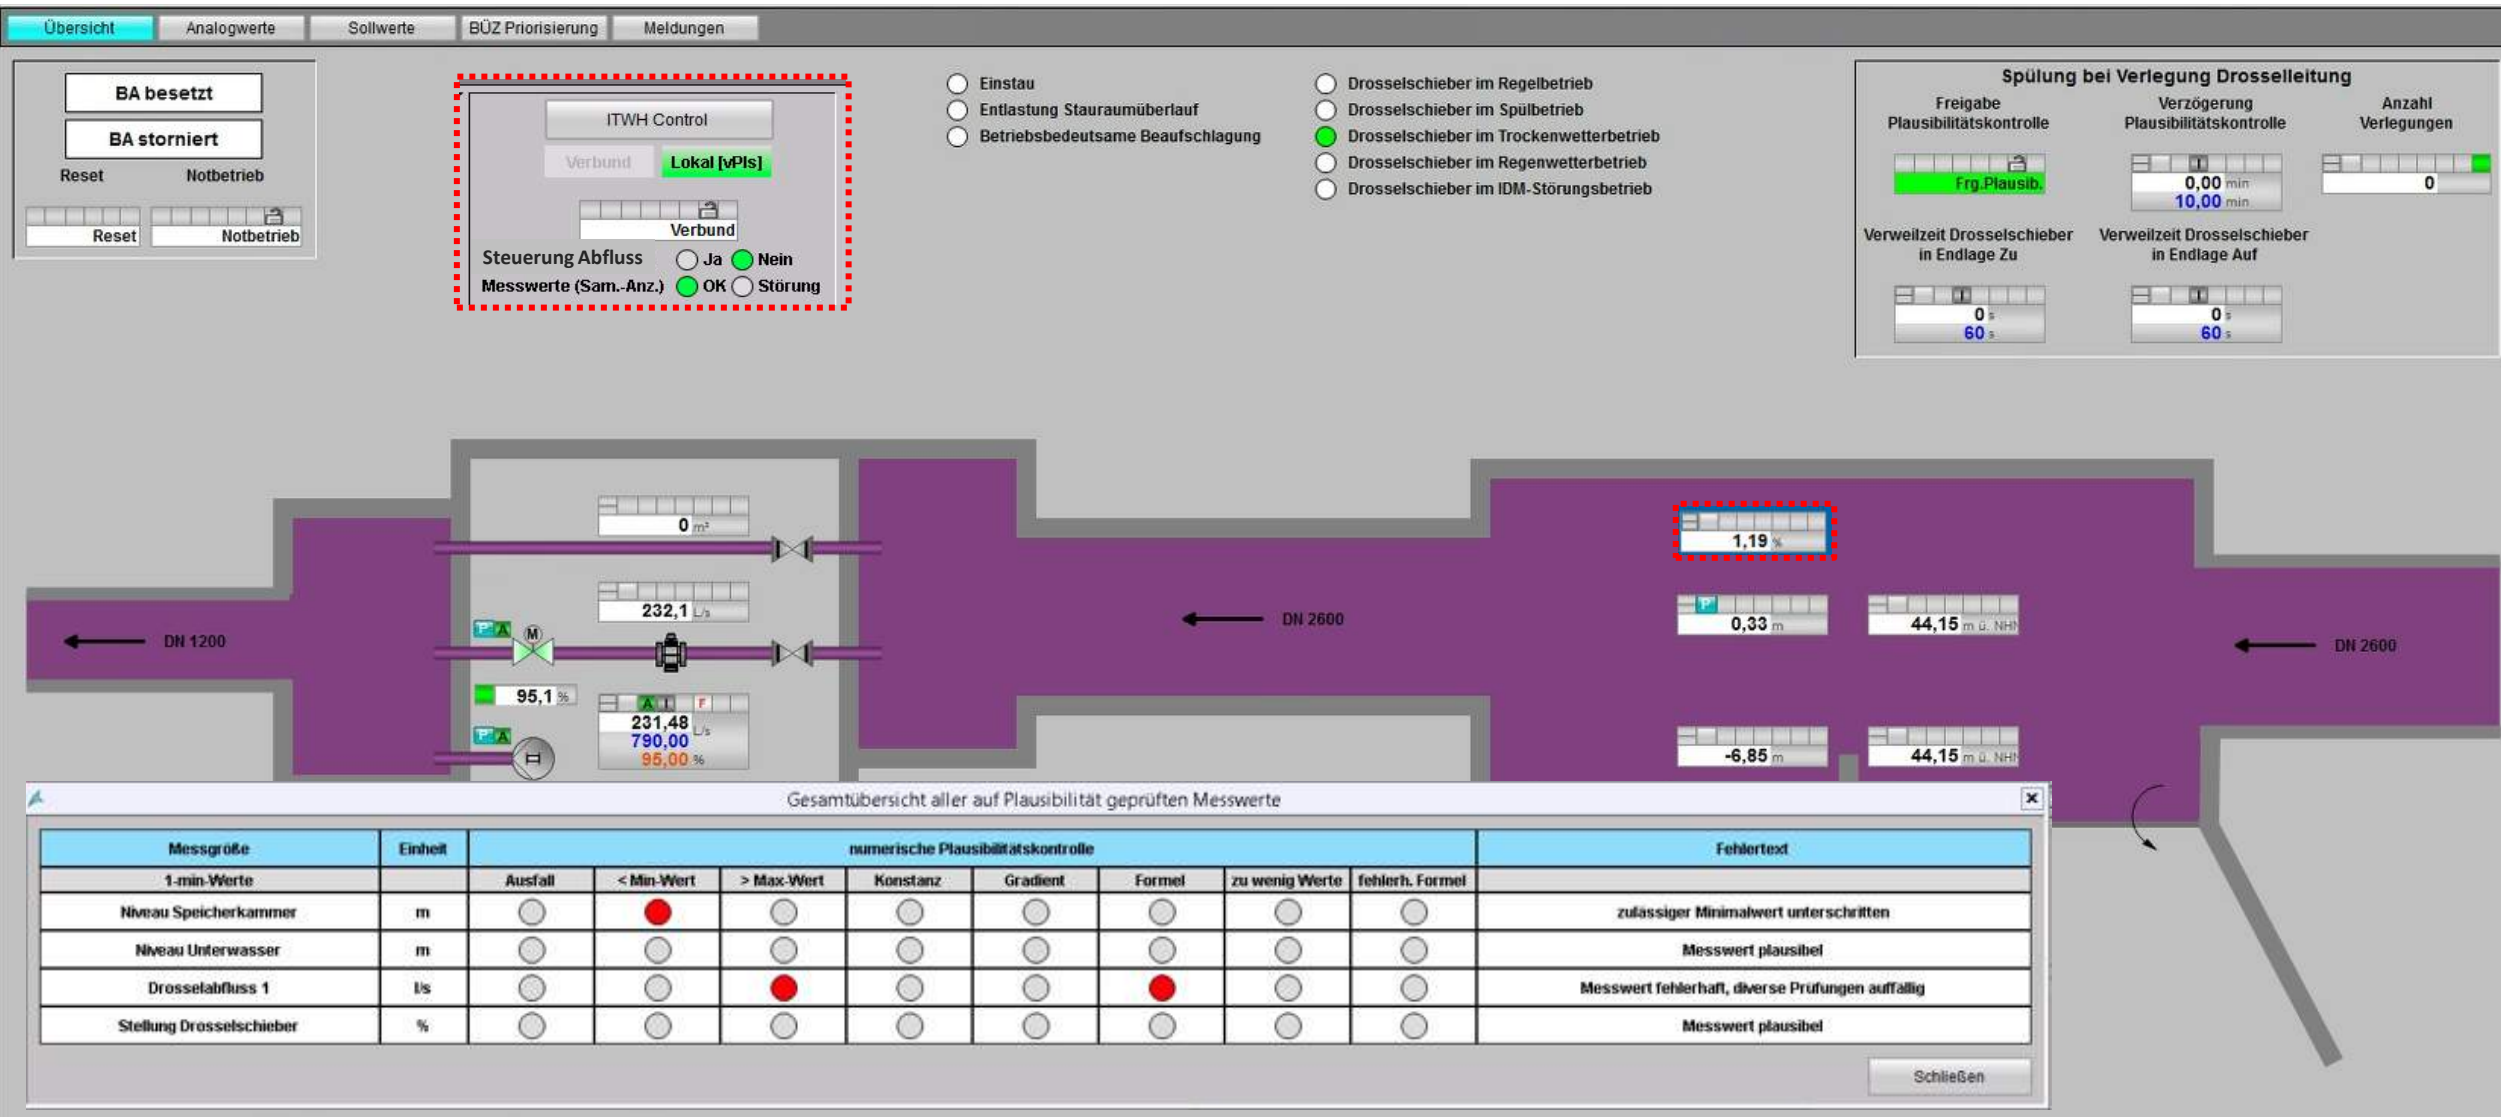 Übersicht
Analogwerte
Sollwerte
BÜZ Priorisierung
Meldungen
BA besetzt
BA storniert
Reset Notbetrieb
Reset Notbetrieb
ITWH Control
Verbund Lokal [vPls]
Verbund
Steuerung Abfluss Ja Nein
Messwerte (Sam.-Anz.) OK Störung
Einstau
Entlastung Stauraumüberlauf
Betriebsbedeutsame Beaufschlagung
Drosselschieber im Regelbetrieb
Drosselschieber im Spülbetrieb
Drosselschieber im Trockenwetterbetrieb
Drosselschieber im Regenwetterbetrieb
Drosselschieber im IDM-Störungsbetrieb
Spülung bei Verlegung Drosselleitung
Freigabe
Plausibilitätskontrolle
Frg.Plausib.
Verzögerung
Plausibilitätskontrolle
I
0,00 min
10,00 min
Anzahl
Verlegungen
0
Verweilzeit Drosselschieber
in Endlage Zu
I
0 s
60 s
Verweilzeit Drosselschieber
in Endlage Auf
I
0 s
60 s
0 m³
232,1 L/s
P A M
95,1 %
A I F
231,48 L/s
790,00
95,00 %
P A
DN 1200
DN 2600
1,19 %
P
0,33 m
44,15 m ü. NHN
-6,85 m
44,15 m ü. NHN
DN 2600
Gesamtübersicht aller auf Plausibilität geprüften Messwerte
Messgröße Einheit numerische Plausibilitätskontrolle Fehlertext
1-min-Werte Ausfall < Min-Wert > Max-Wert Konstanz Gradient Formel zu wenig Werte fehlerh. Formel
Niveau Speicherkammer m zulässiger Minimalwert unterschritten
Niveau Unterwasser m Messwert plausibel
Drosselabfluss 1 l/s Messwert fehlerhaft, diverse Prüfungen auffällig
Stellung Drosselschieber % Messwert plausibel
Schließen